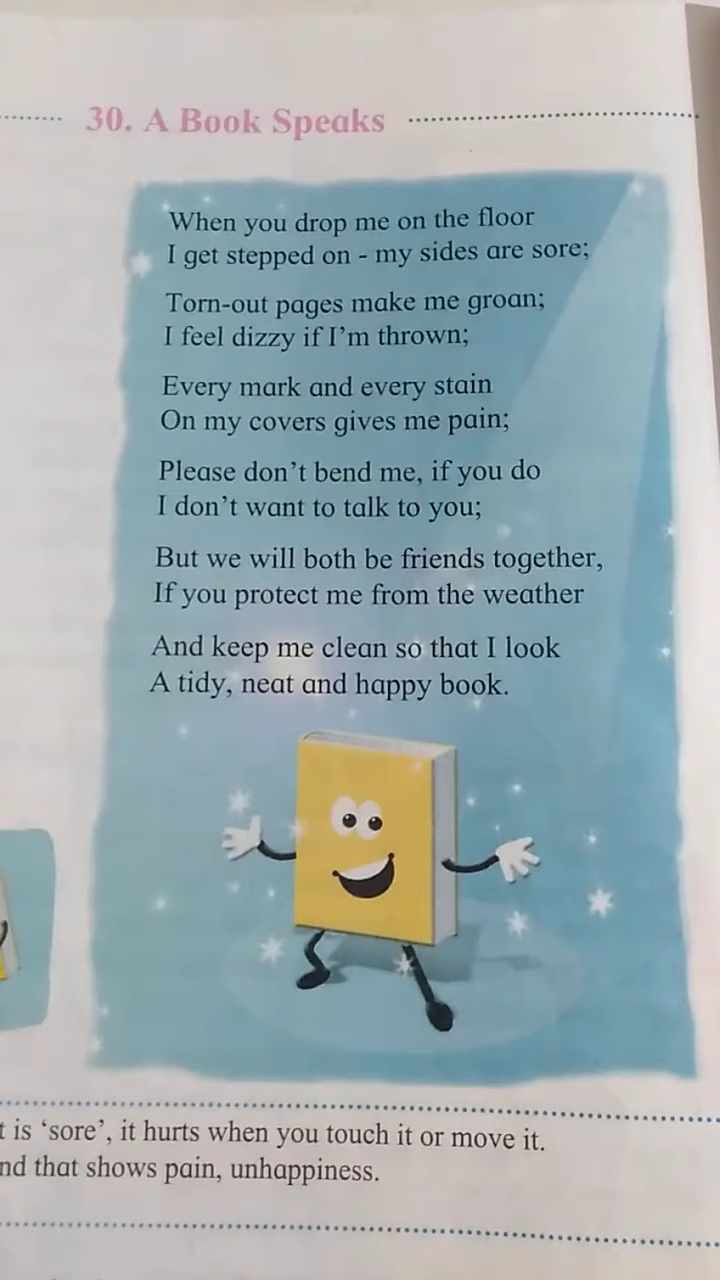 30. A Book Speaks
When you drop me on the floor
I get stepped on - my sides are sore;
Torn-out pages make me groan;
I feel dizzy if I'm thrown;
Every mark and every stain
On my covers gives me pain;
Please don't bend me, if you do
I don't want to talk to you;
But we will both be friends together,
If you protect me from the weather
And keep me clean so that I look
A tidy, neat and happy book.
is 'sore', it hurts when you touch it or move it.
that shows pain, unhappiness.